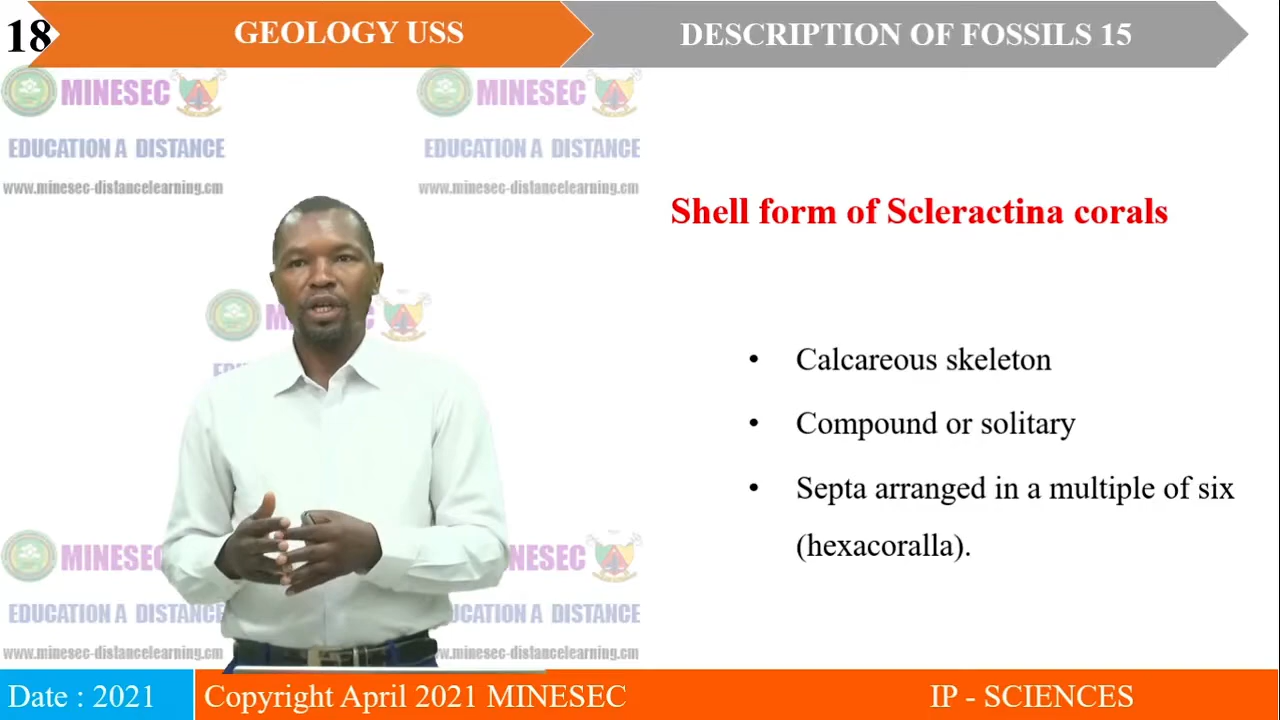 18
GEOLOGY USS
DESCRIPTION OF FOSSILS 15
MINESEC
MINESEC
EDUCATION A DISTANCE
EDUCATION A DISTANCE
www.minesec-distancelearning.cm
www.minesec-distancelearning.cm
Shell form of Scleractina corals
• Calcareous skeleton
• Compound or solitary
• Septa arranged in a multiple of six
(hexacoralla).
MINESEC
MINESEC
EDUCATION A DISTANCE
EDUCATION A DISTANCE
www.minesec-distancelearning.cm
www.minesec-distancelearning.cm
Date : 2021
Copyright April 2021 MINESEC
IP - SCIENCES